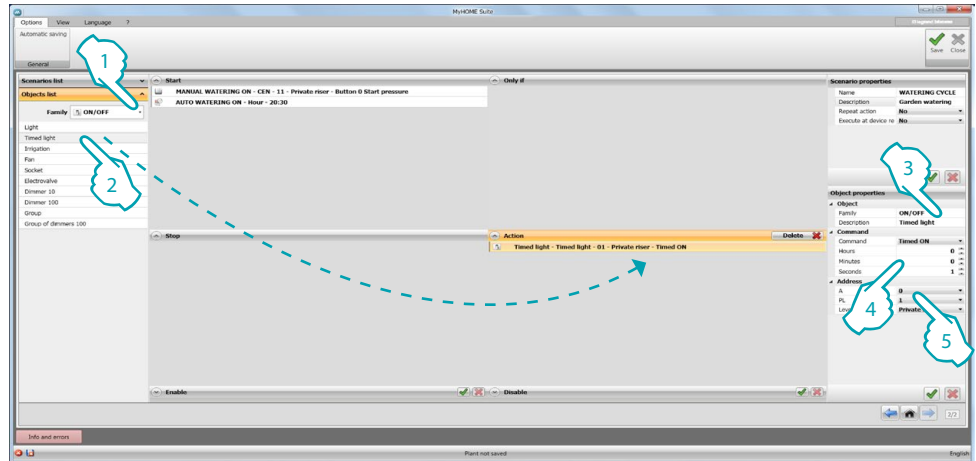 MyHOME Suite
Options View Language ?
Automatic saving
General
Save Close
Scenarios list
Objects list
Family ON/OFF
Light
Timed light
Irrigation
Fan
Socket
Electrovalve
Dimmer 10
Dimmer 100
Group
Group of dimmers 100
Start
MANUAL WATERING ON - CEN - 11 - Private riser - Button 0 Start pressure
AUTO WATERING ON - Hour - 20:30
Only if
Stop
Action Delete
Timed light - Timed light - 01 - Private riser - Timed ON
Enable
Disable
Scenario properties
Name WATERING CYCLE
Description Garden watering
Repeat action No
Execute at device re No
Object properties
Object
Family ON/OFF
Description Timed light
Command
Command Timed ON
Hours 0
Minutes 0
Seconds 1
Address
A 0
PL 1
Private
1
2
3
4
5
2/2
Info and errors
Plant not saved
English